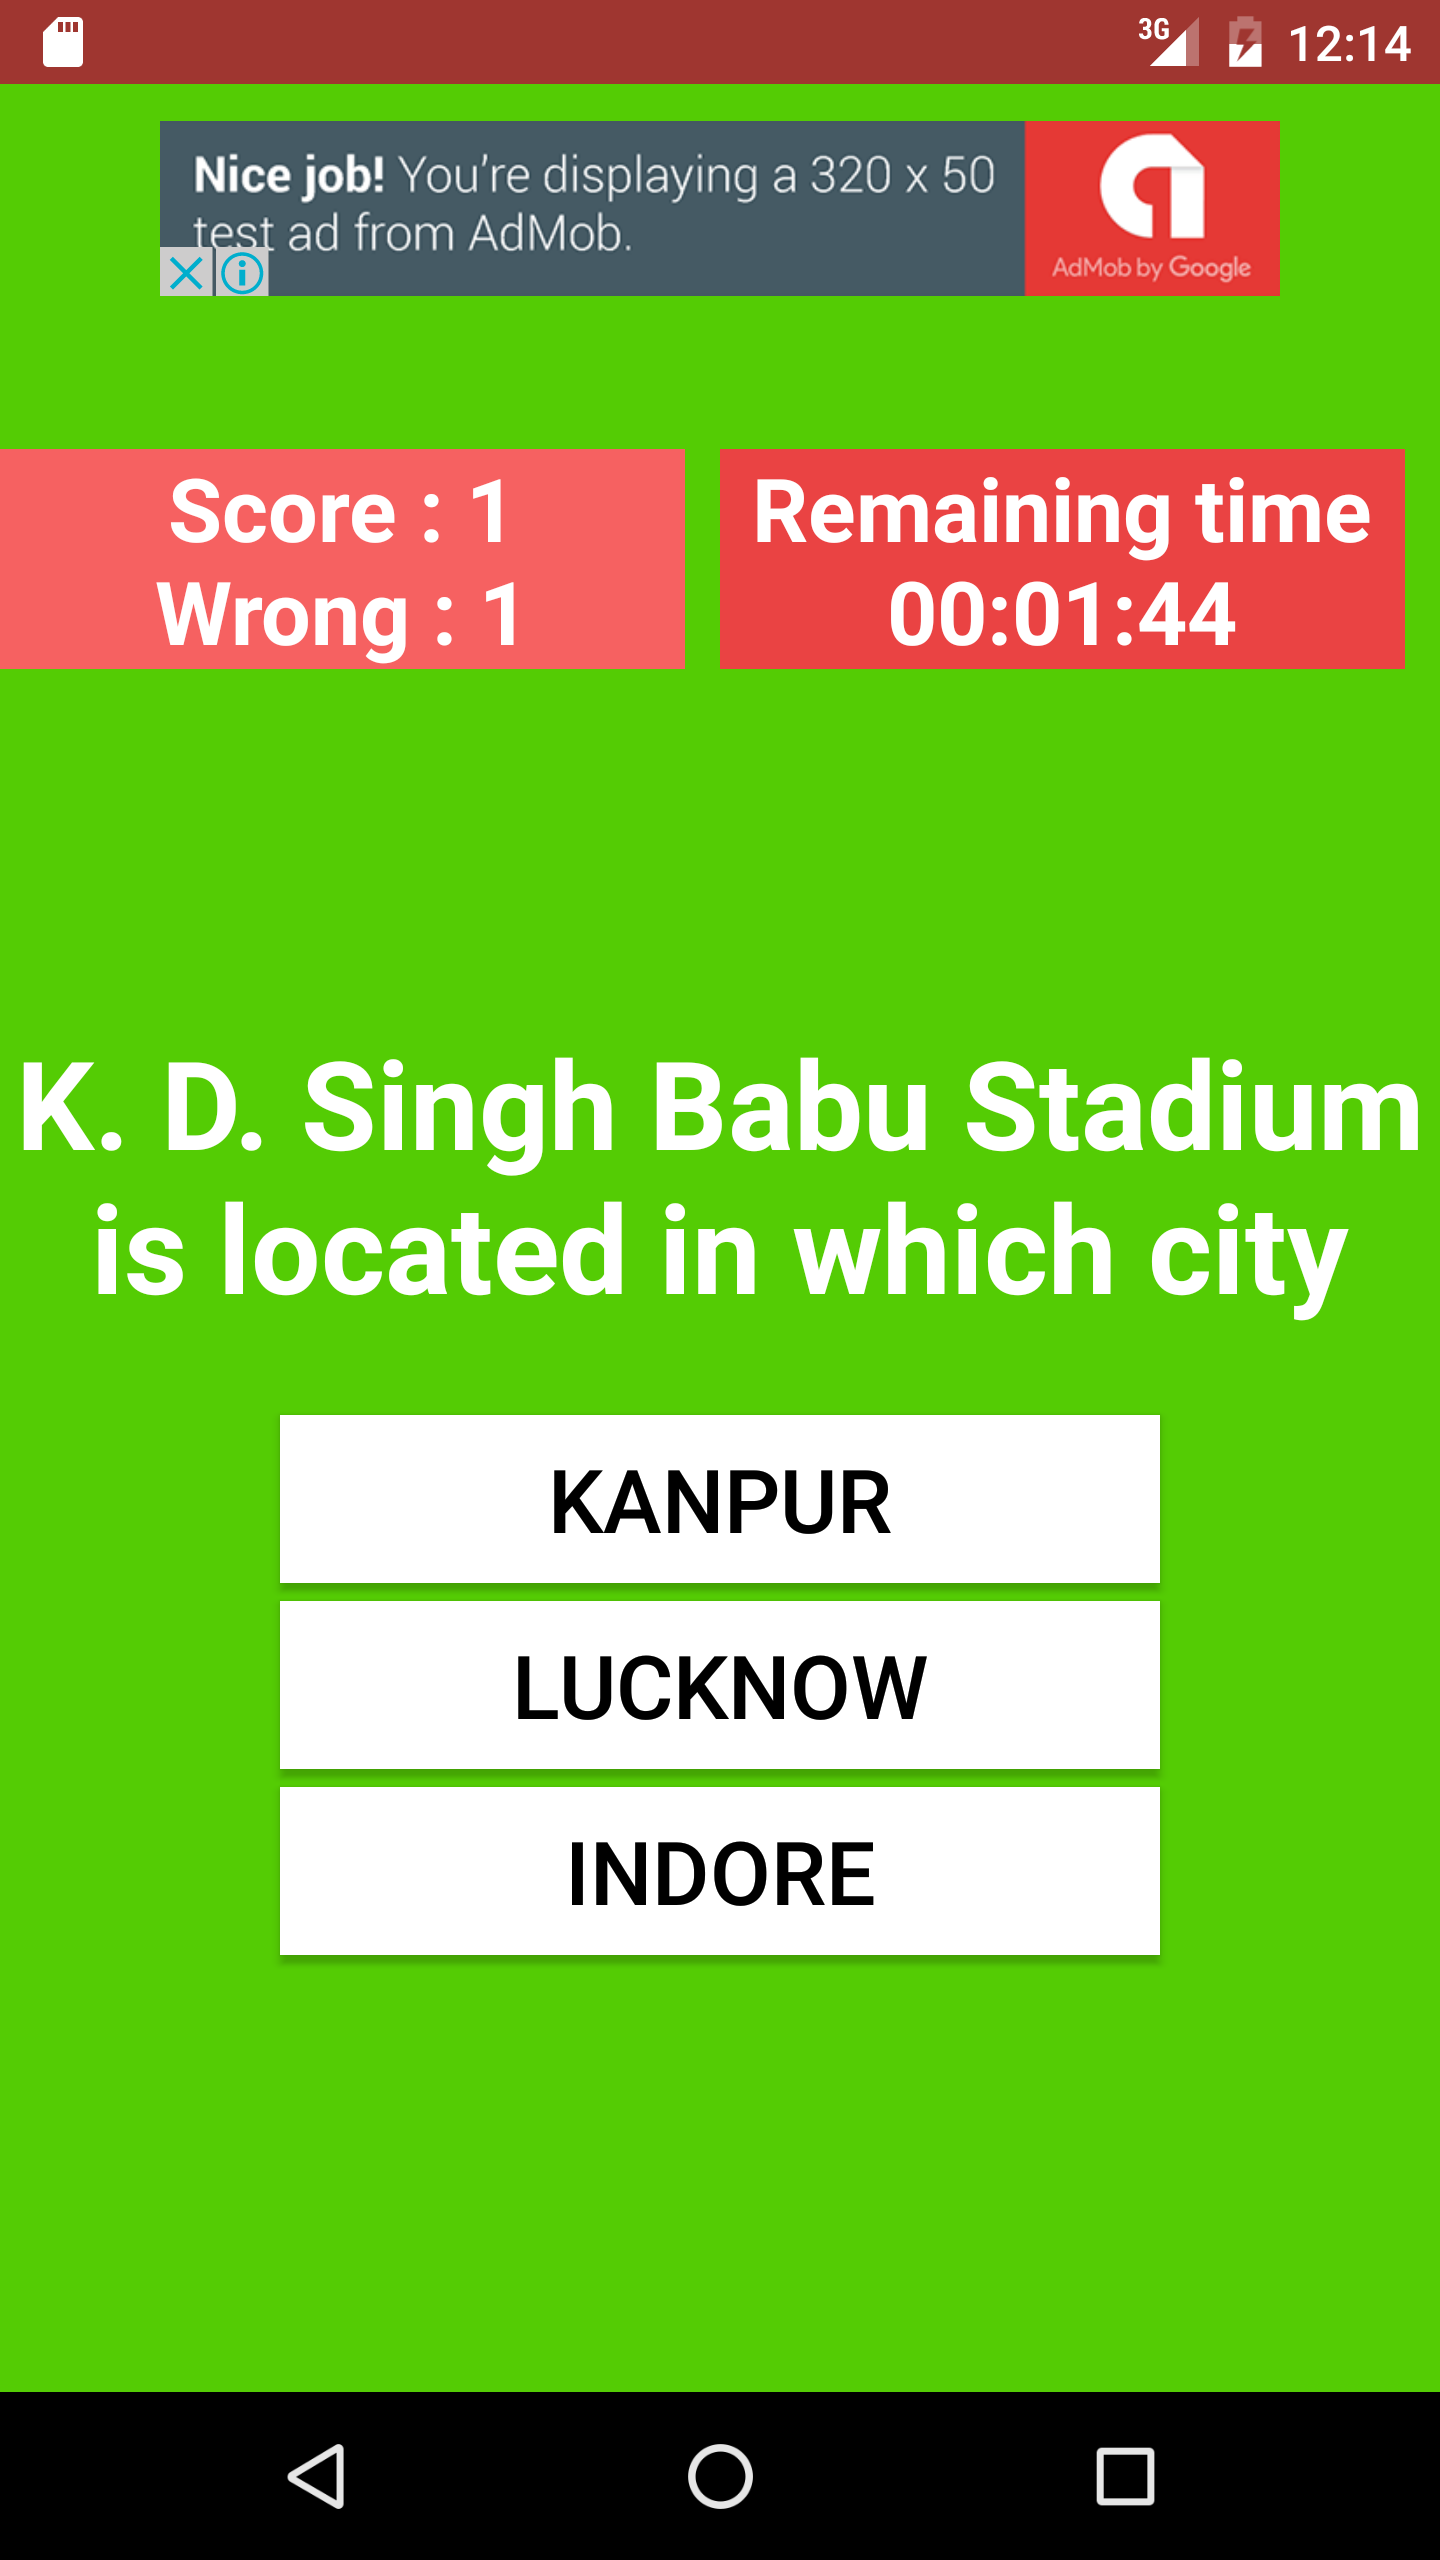 3G 12:14
Nice job! You're displaying a 320 x 50
test ad from AdMob.
AdMob by Google
Score : 1
Wrong : 1
Remaining time
00:01:44
K. D. Singh Babu Stadium
is located in which city
KANPUR
LUCKNOW
INDORE